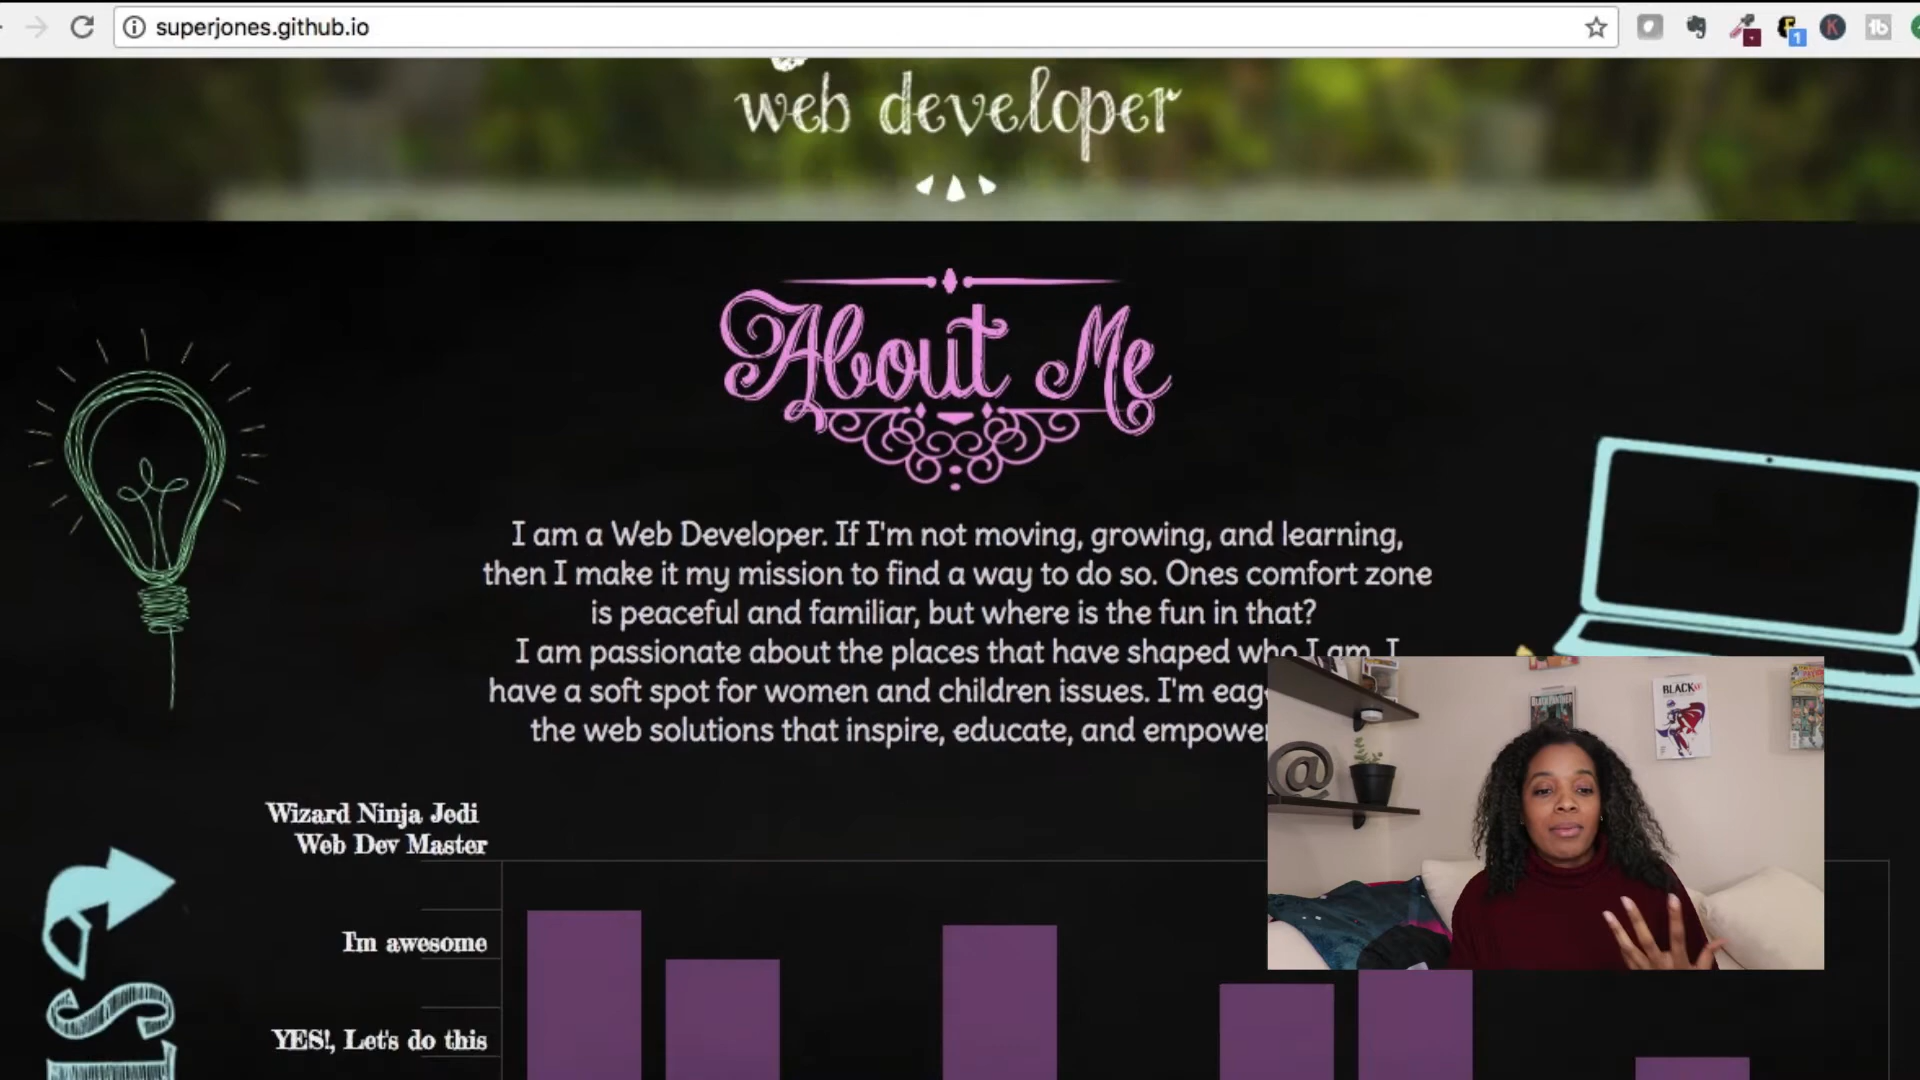 superjones.github.io
1
K
web developer
About Me
I am a Web Developer. If I'm not moving, growing, and learning,
then I make it my mission to find a way to do so. Ones comfort zone
is peaceful and familiar, but where is the fun in that?
I am passionate about the places that have shaped who I am. I
have a soft spot for women and children issues. I'm
the web solutions that inspire, educate, and
BLACK
@
Wizard Ninja Jedi
Web Dev Master
I'm awesome
YES!, Let's do this
LS